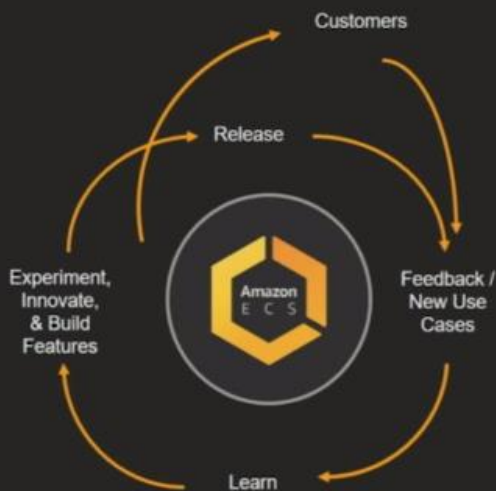 Customers
Release
Experiment,
Innovate,
& Build
Features
Amazon
E C S
Feedback /
New Use
Cases
Learn